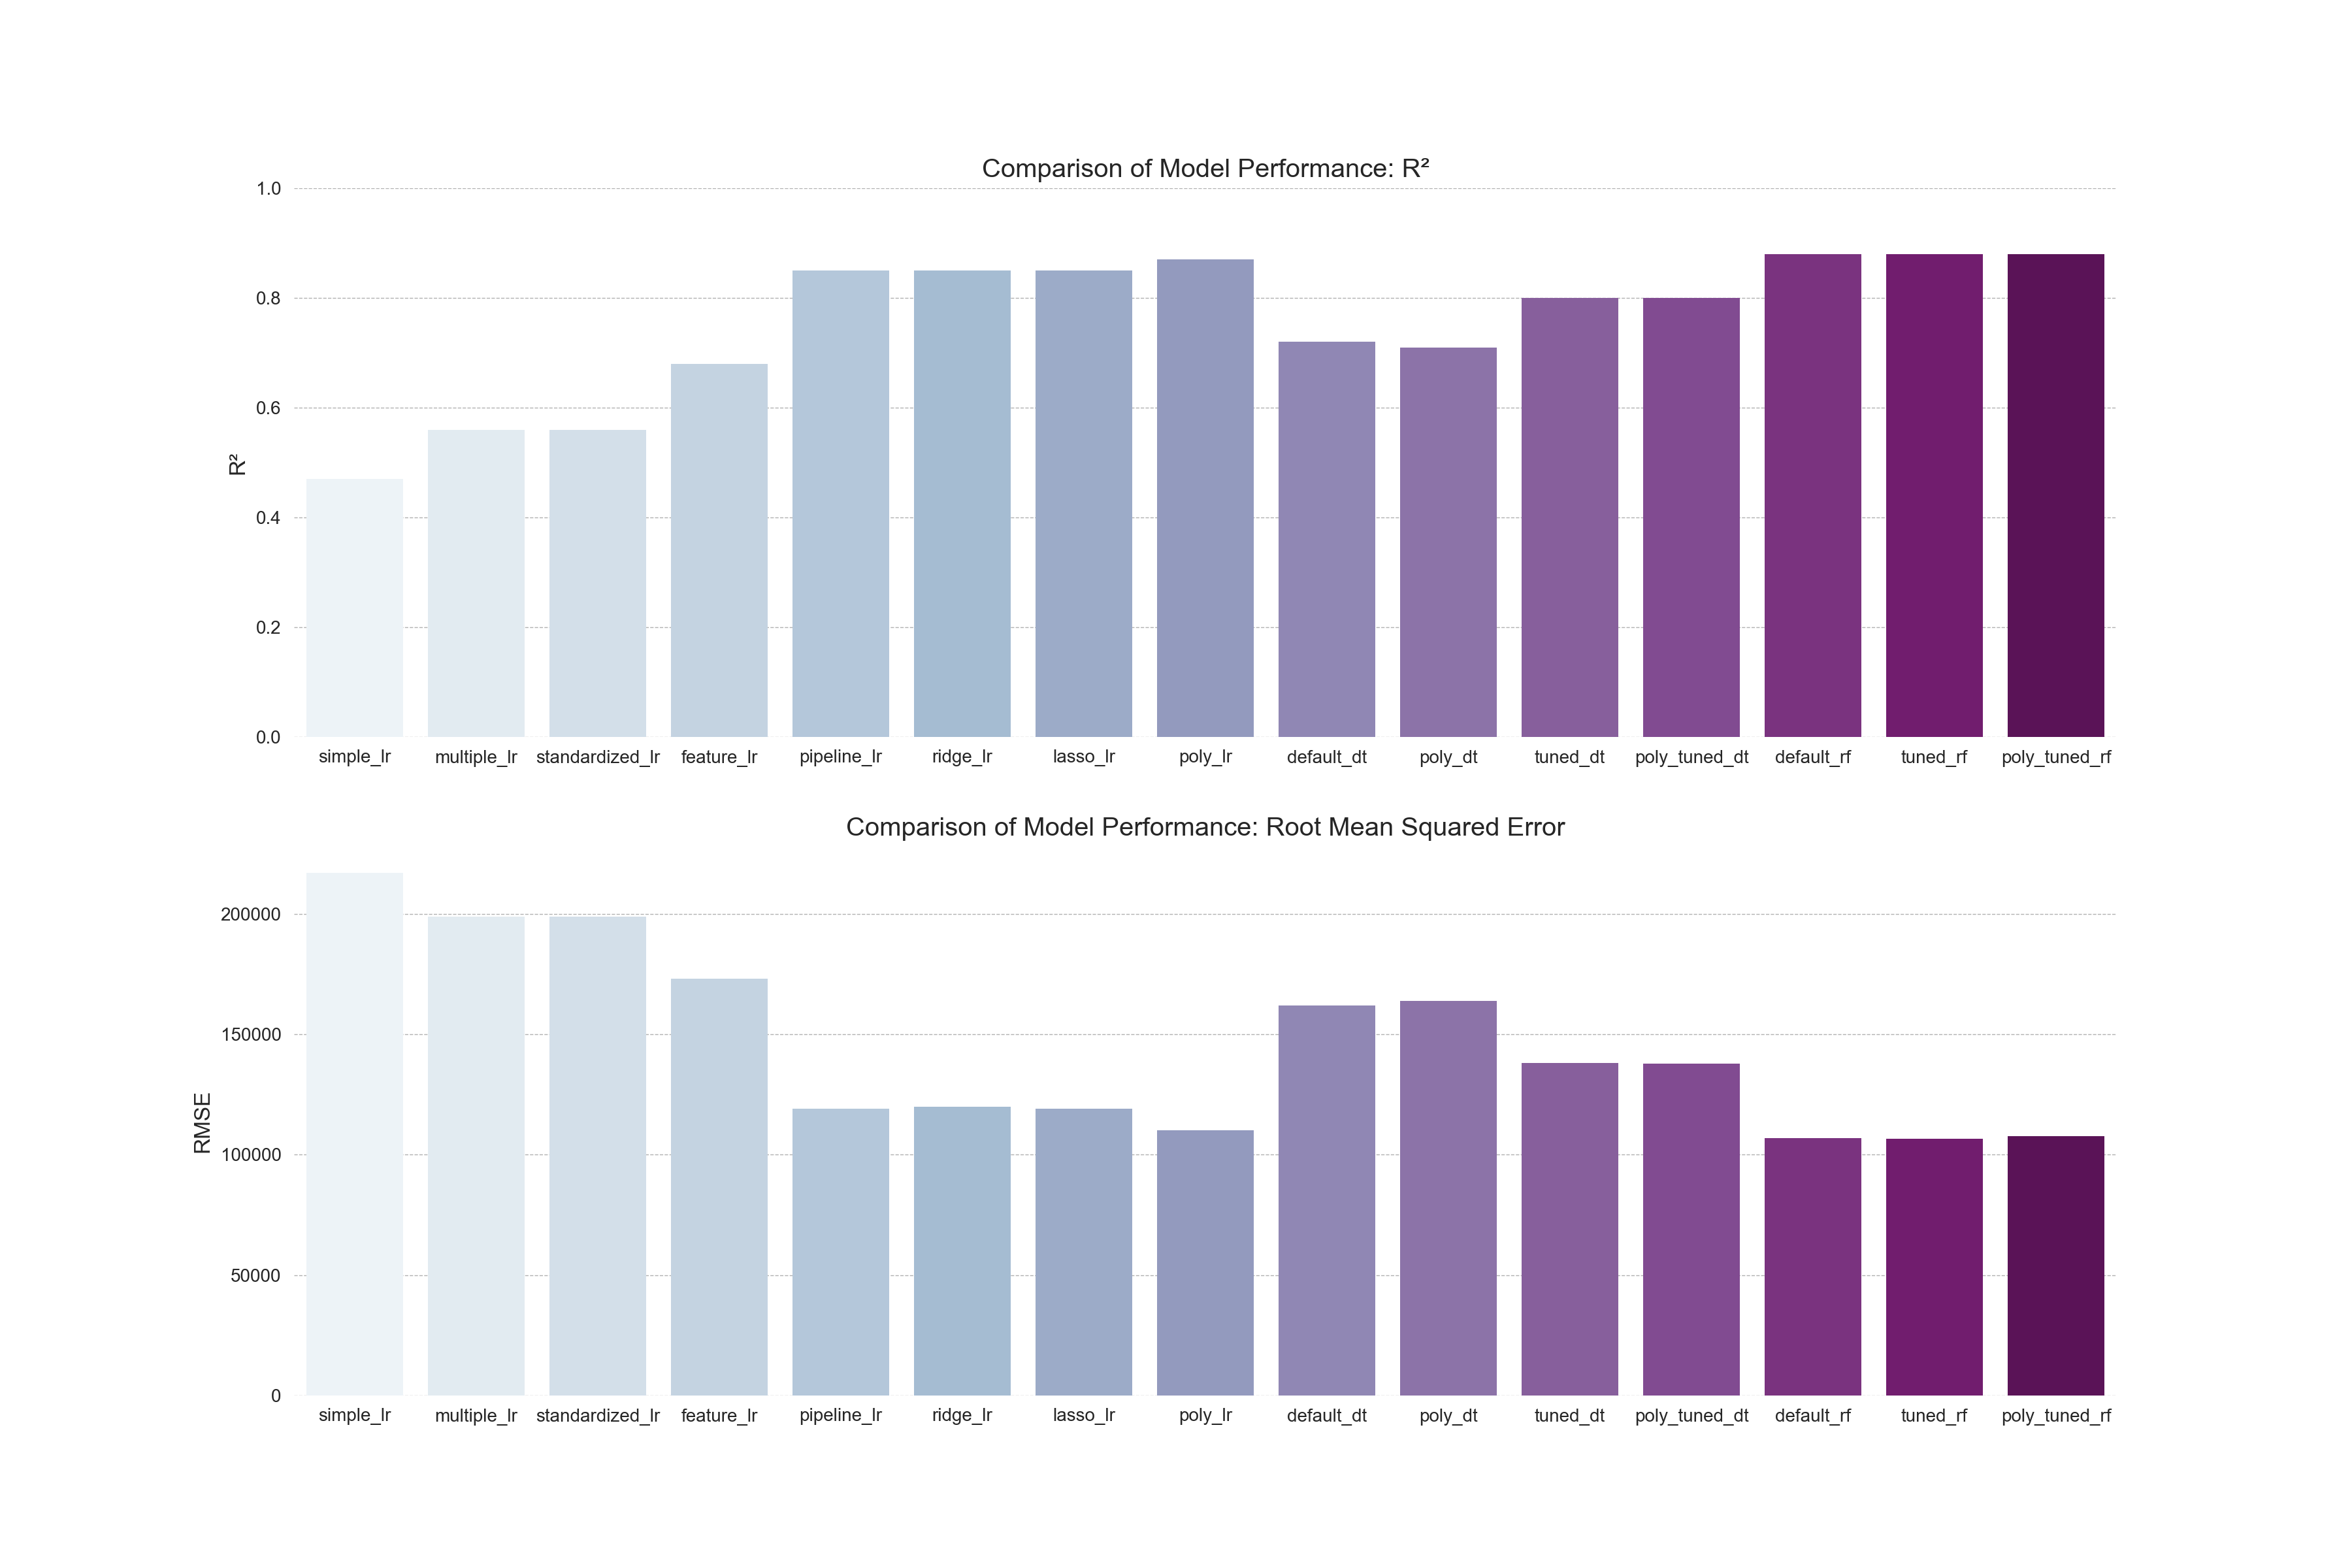 Comparison of Model Performance: R²
1.0
0.8
0.6
0.4
0.2
0.0
R²
simple_lr multiple_lr standardized_lr feature_lr pipeline_lr ridge_lr lasso_lr poly_lr default_dt poly_dt tuned_dt poly_tuned_dt default_rf tuned_rf poly_tuned_rf
Comparison of Model Performance: Root Mean Squared Error
200000
150000
100000
50000
0
RMSE
simple_lr multiple_lr standardized_lr feature_lr pipeline_lr ridge_lr lasso_lr poly_lr default_dt poly_dt tuned_dt poly_tuned_dt default_rf tuned_rf poly_tuned_rf